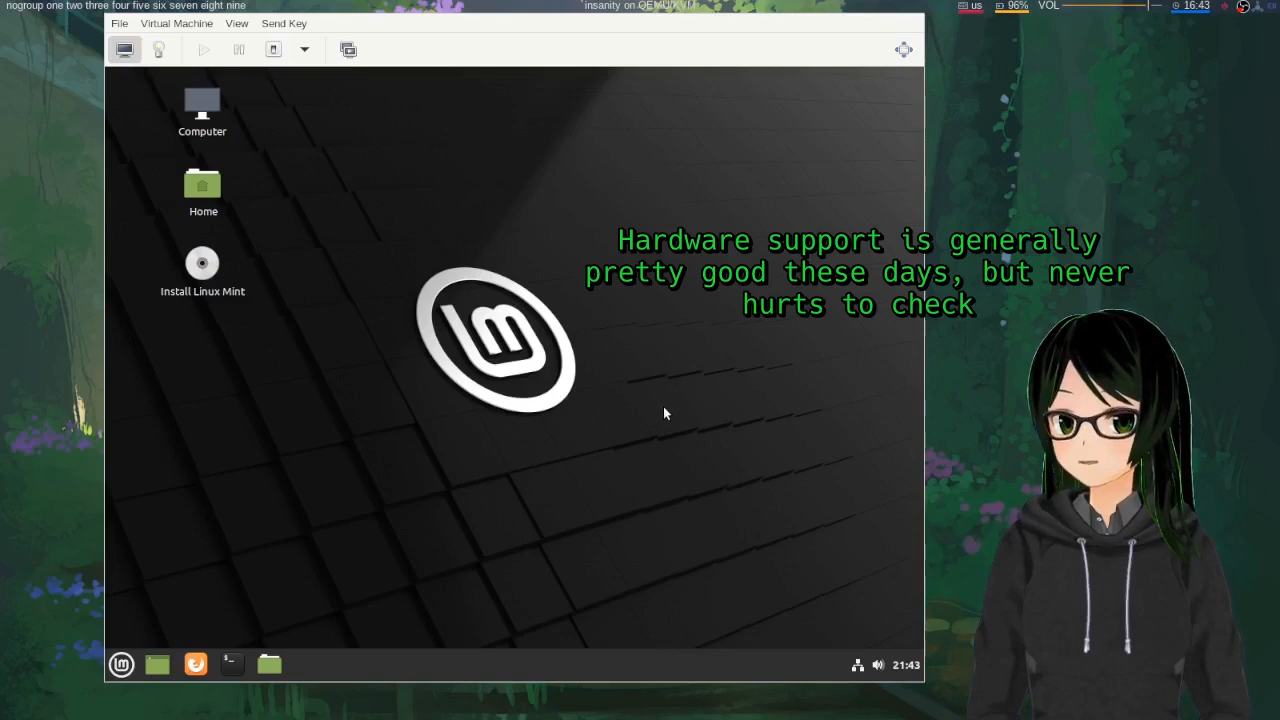 nogroup one two three four five six seven eight nine
insanity on QEMU/KVM
us 96% VOL 16:43
File Virtual Machine View Send Key
Computer
Home
Install Linux Mint
Hardware support is generally
pretty good these days, but never
hurts to check
21:43